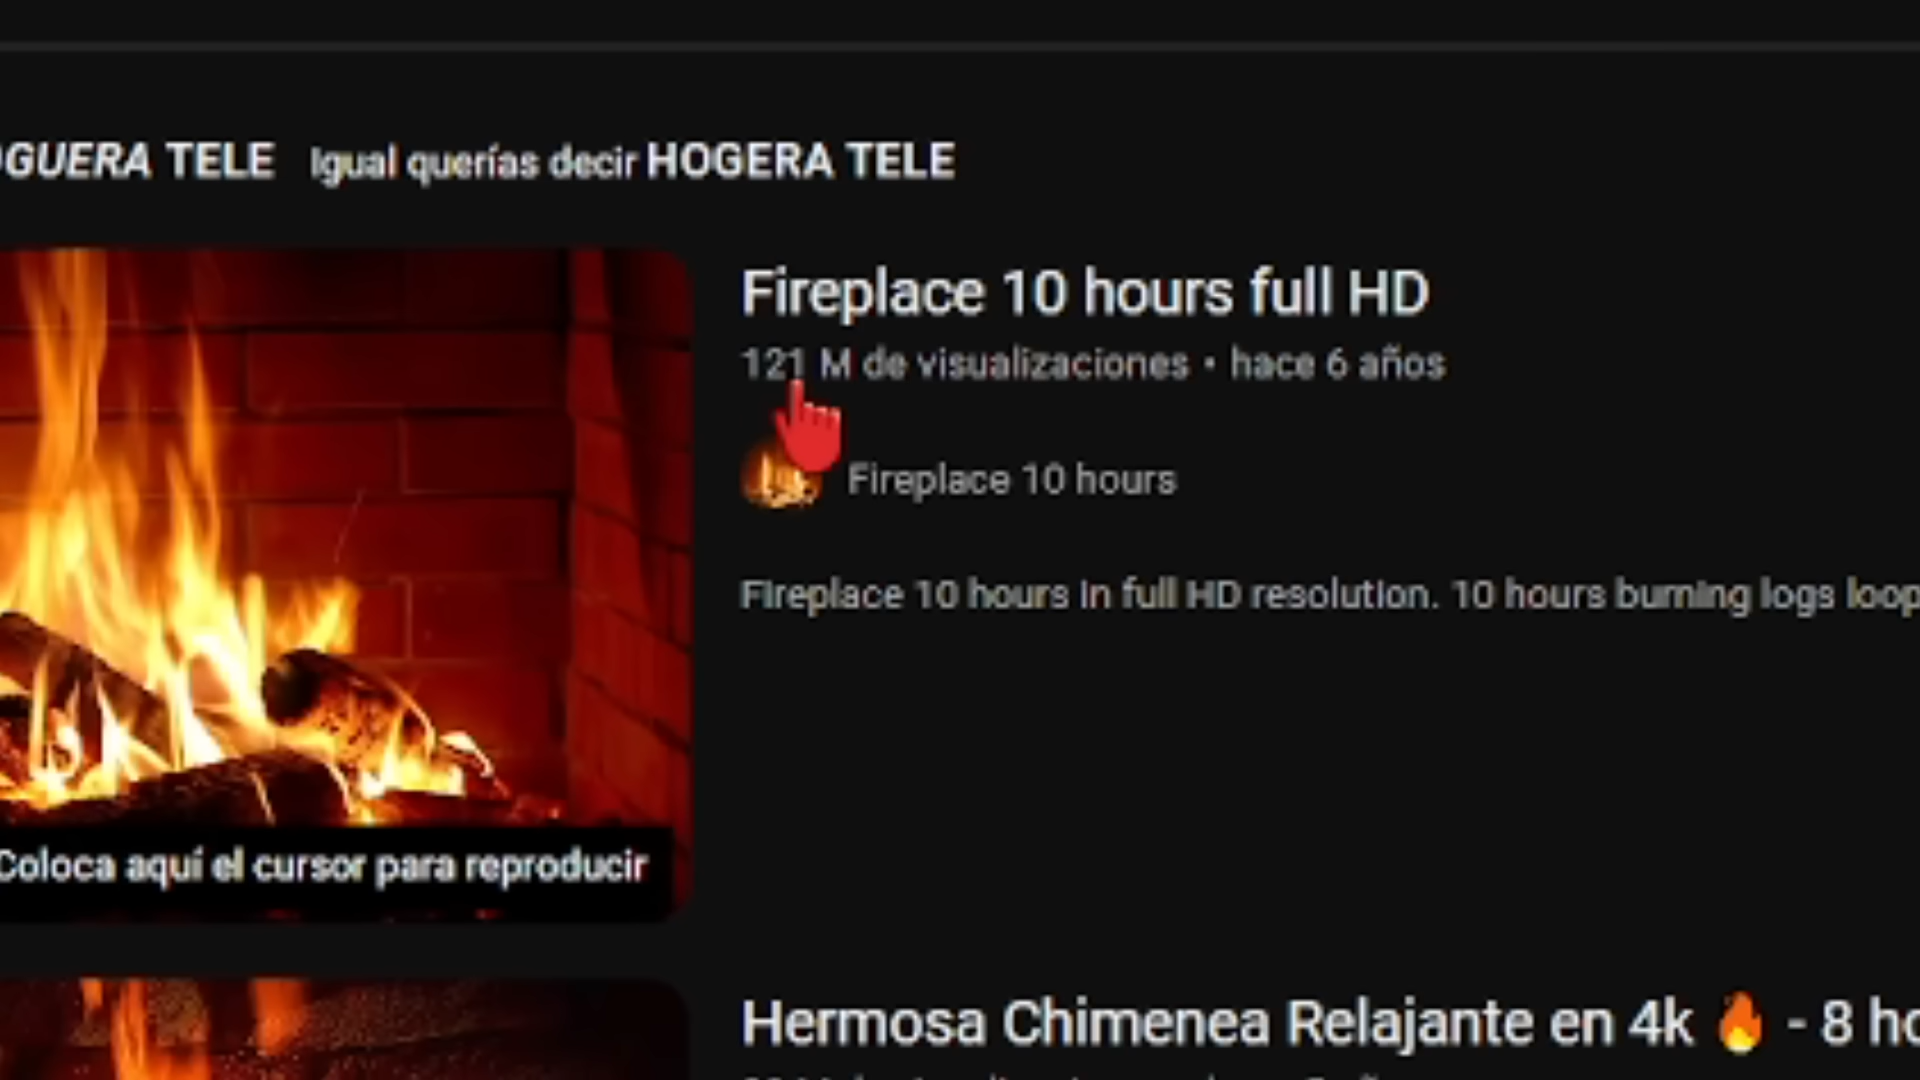 OGUERA TELE Igual querías decir HOGERA TELE
Fireplace 10 hours full HD
121 M de visualizaciones • hace 6 años
Fireplace 10 hours
Fireplace 10 hours in full HD resolution. 10 hours burning logs loop
Coloca aquí el cursor para reproducir
Hermosa Chimenea Relajante en 4k 🔥 - 8 ho